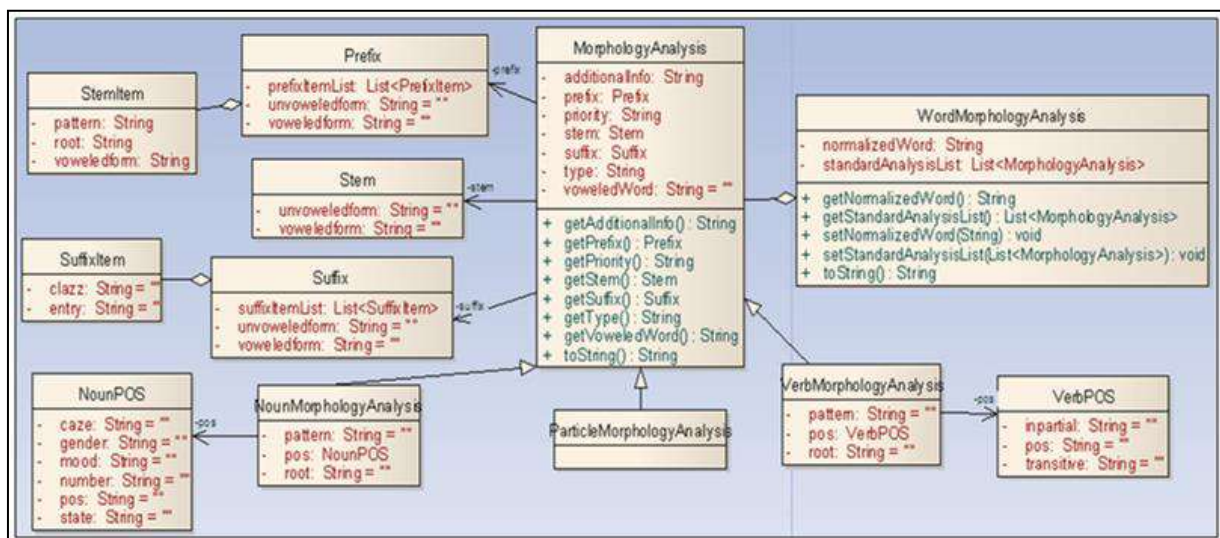 Prefix
- prefixItemList: List<PrefixItem>
- unvoweledform: String = ""
- voweledform: String = ""
StemItem
- pattern: String
- root: String
- voweledform: String
Stem
- unvoweledform: String = ""
- voweledform: String = ""
SuffixItem
- clazz: String = ""
- entry: String = ""
Suffix
- suffixItemList: List<SuffixItem>
- unvoweledform: String = ""
- voweledform: String = ""
MorphologyAnalysis
- additionalInfo: String
- prefix: Prefix
- priority: String
- stem: Stem
- suffix: Suffix
- type: String
- voweledWord: String = ""
+ getAdditionalInfo() : String
+ getPrefix() : Prefix
+ getPriority() : String
+ getStem() : Stem
+ getSuffix() : Suffix
+ getType() : String
+ getVoweledWord() : String
+ toString() : String
-prefix
-stem
-suffix
WordMorphologyAnalysis
- normalizedWord: String
- standardAnalysisList: List<MorphologyAnalysis>
+ getNormalizedWord() : String
+ getStandardAnalysisList() : List<MorphologyAnalysis>
+ setNormalizedWord(String) : void
+ setStandardAnalysisList(List<MorphologyAnalysis>) : void
+ toString() : String
NounPOS
- caze: String = ""
- gender: String = ""
- mood: String = ""
- number: String = ""
- pos: String = ""
- state: String = ""
-pos
NounMorphologyAnalysis
- pattern: String = ""
- pos: NounPOS
- root: String = ""
ParticleMorphologyAnalysis
VerbMorphologyAnalysis
- pattern: String = ""
- pos: VerbPOS
- root: String = ""
-pos
VerbPOS
- inpartial: String = ""
- pos: String = ""
- transitive: String = ""